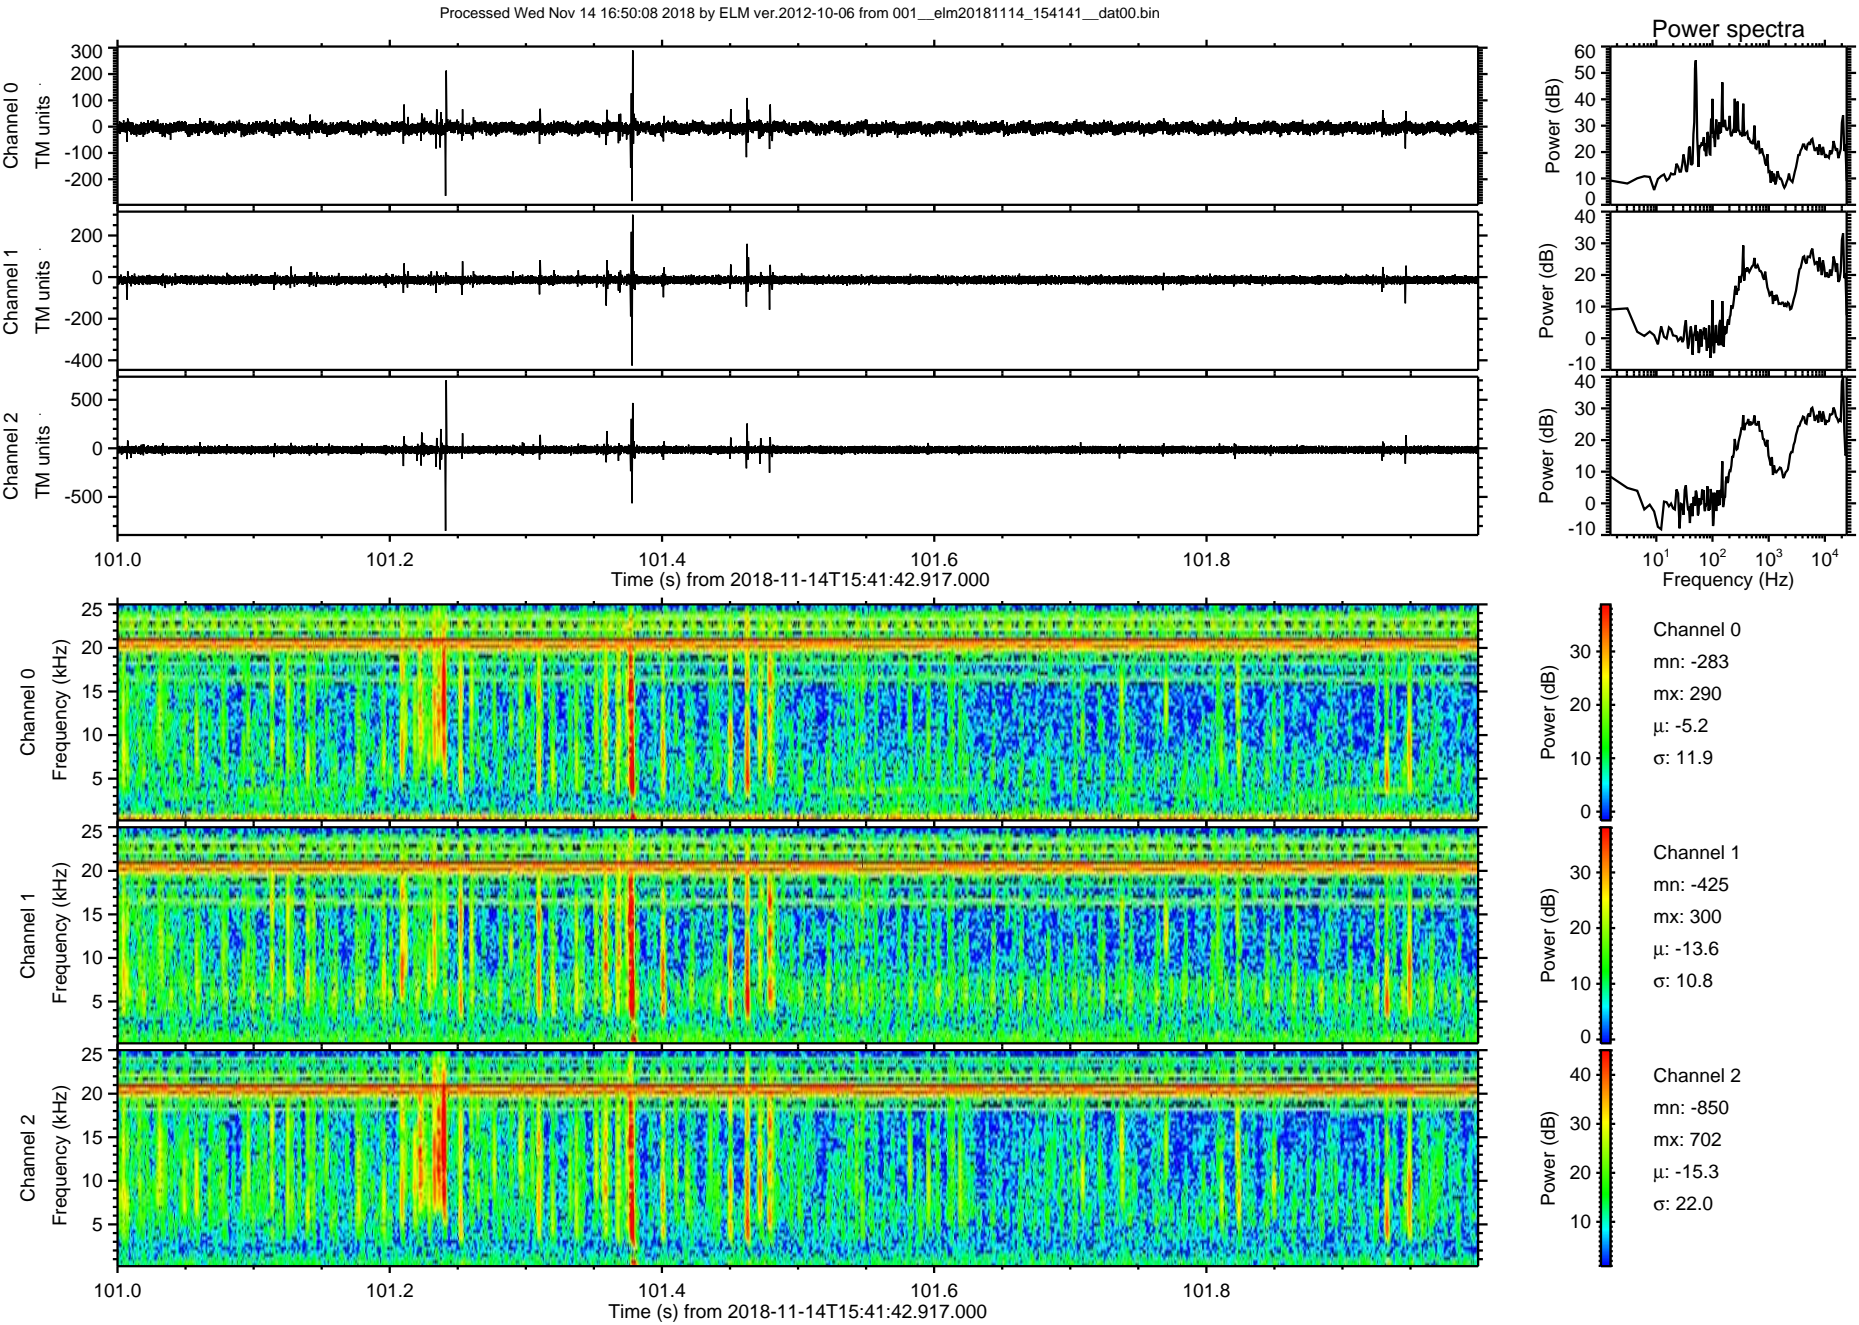 Processed Wed Nov 14 16:50:08 2018 by ELM ver.2012-10-06 from 001__elm20181114_154141__dat00.bin
Power spectra
Channel 0
TM units
300
200
100
0
-100
-200
Power (dB)
60
50
40
30
20
10
0
Channel 1
TM units
200
0
-200
-400
Power (dB)
40
30
20
10
0
-10
Channel 2
TM units
500
0
-500
Power (dB)
40
30
20
10
0
-10
101.0 101.2 101.4 101.6 101.8
Time (s) from 2018-11-14T15:41:42.917.000
10^1 10^2 10^3 10^4
Frequency (Hz)
Channel 0
Frequency (kHz)
25
20
15
10
5
Power (dB)
30
20
10
0
Channel 0
mn: -283
mx: 290
μ: -5.2
σ: 11.9
Channel 1
Frequency (kHz)
25
20
15
10
5
Power (dB)
30
20
10
0
Channel 1
mn: -425
mx: 300
μ: -13.6
σ: 10.8
Channel 2
Frequency (kHz)
25
20
15
10
5
Power (dB)
40
30
20
10
Channel 2
mn: -850
mx: 702
μ: -15.3
σ: 22.0
101.0 101.2 101.4 101.6 101.8
Time (s) from 2018-11-14T15:41:42.917.000